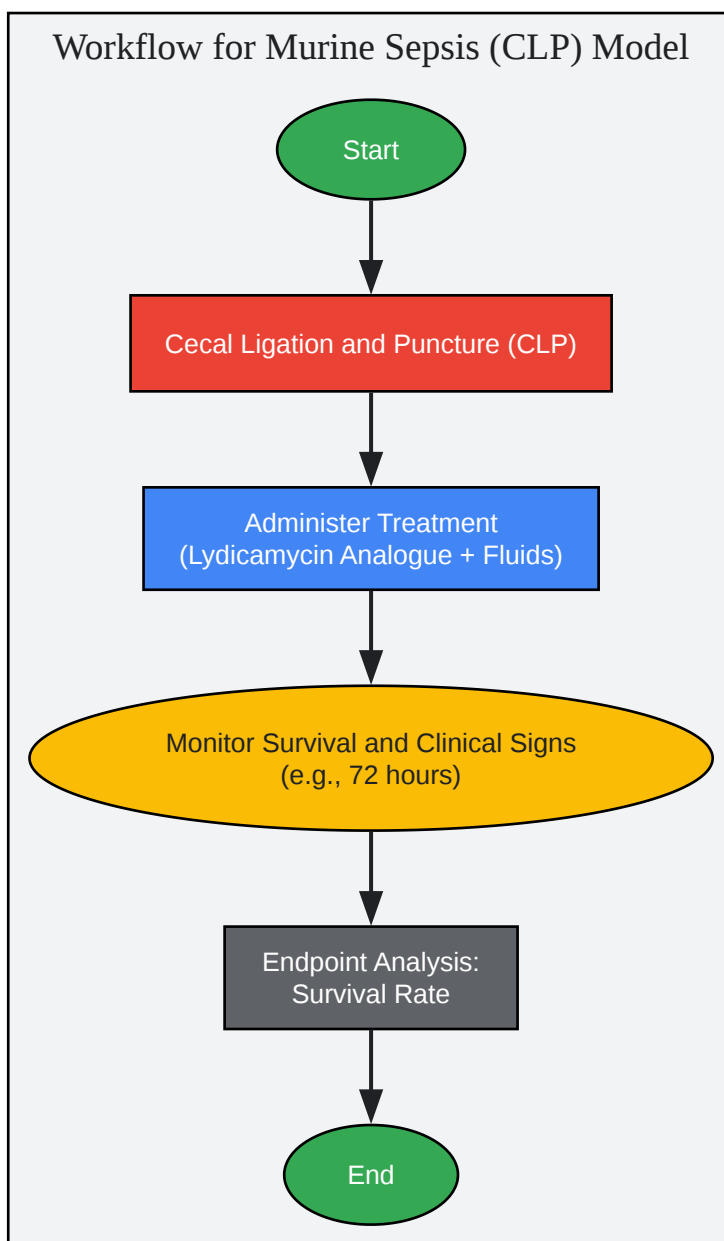 Workflow for Murine Sepsis (CLP) Model
Start
Cecal Ligation and Puncture (CLP)
Administer Treatment
(Lydicamycin Analogue + Fluids)
Monitor Survival and Clinical Signs
(e.g., 72 hours)
Endpoint Analysis:
Survival Rate
End